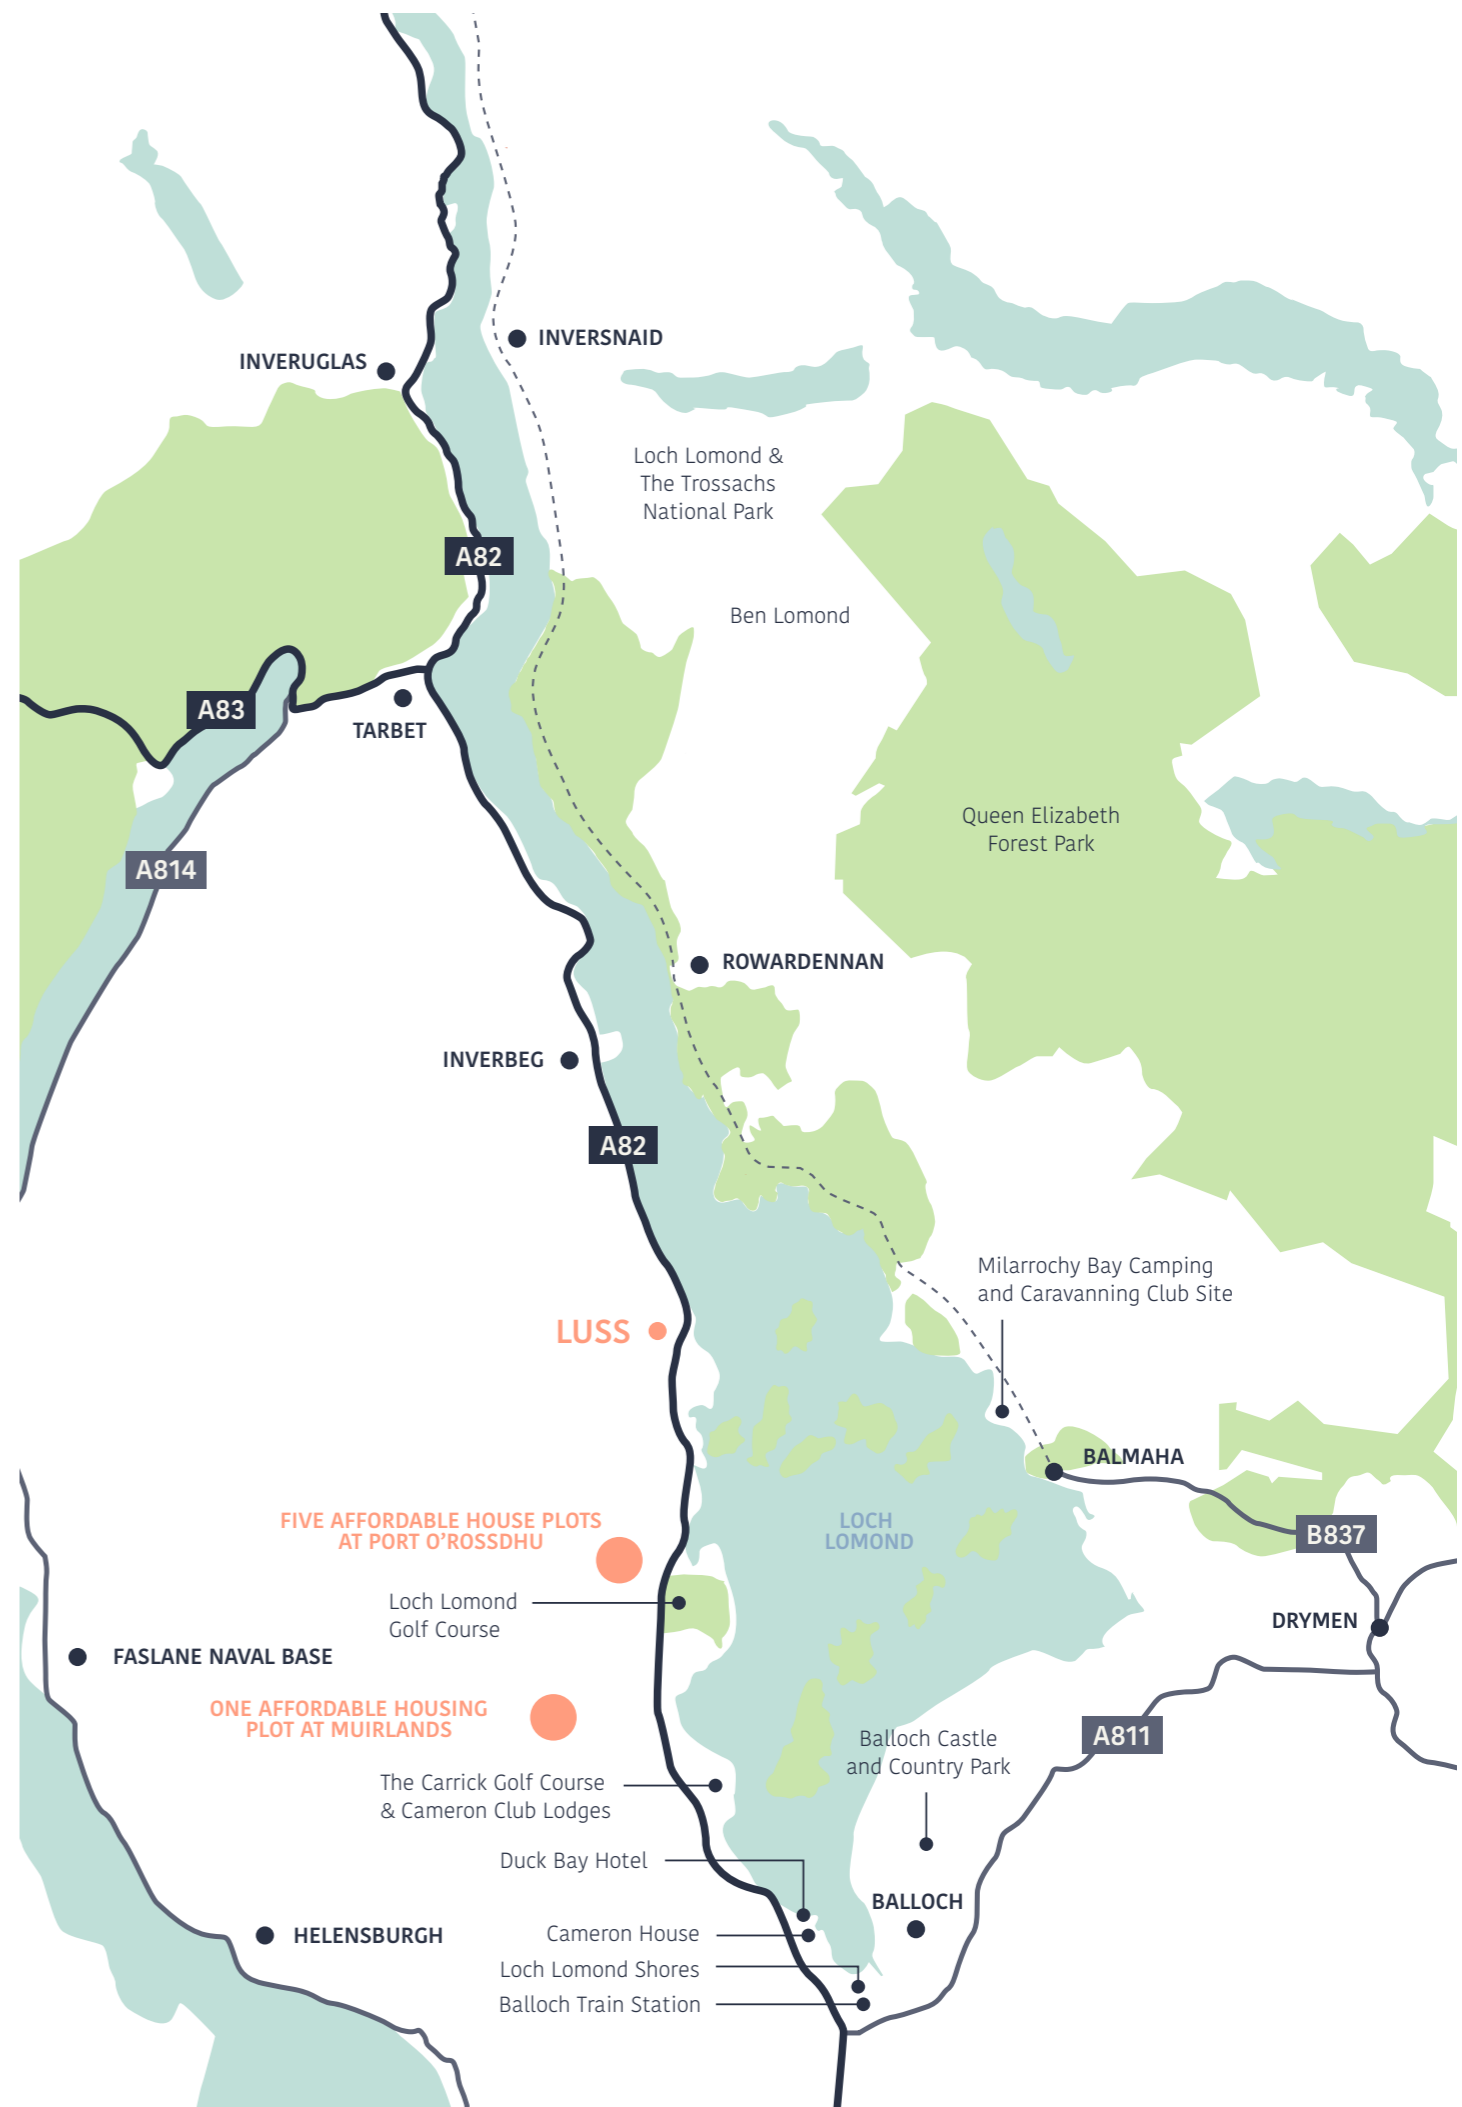 INVERSNAID
INVERUGLAS
Loch Lomond &
The Trossachs
National Park
A82
Ben Lomond
A83
TARBET
Queen Elizabeth
Forest Park
A814
ROWARDENNAN
INVERBEG
A82
Milarrochy Bay Camping
and Caravanning Club Site
LUSS
BALMAHA
FIVE AFFORDABLE HOUSE PLOTS
AT PORT O’ROSSDHU
LOCH
LOMOND
B837
Loch Lomond
Golf Course
DRYMEN
FASLANE NAVAL BASE
ONE AFFORDABLE HOUSING
PLOT AT MUIRLANDS
A811
Balloch Castle
and Country Park
The Carrick Golf Course
& Cameron Club Lodges
Duck Bay Hotel
BALLOCH
Cameron House
HELENSBURGH
Loch Lomond Shores
Balloch Train Station